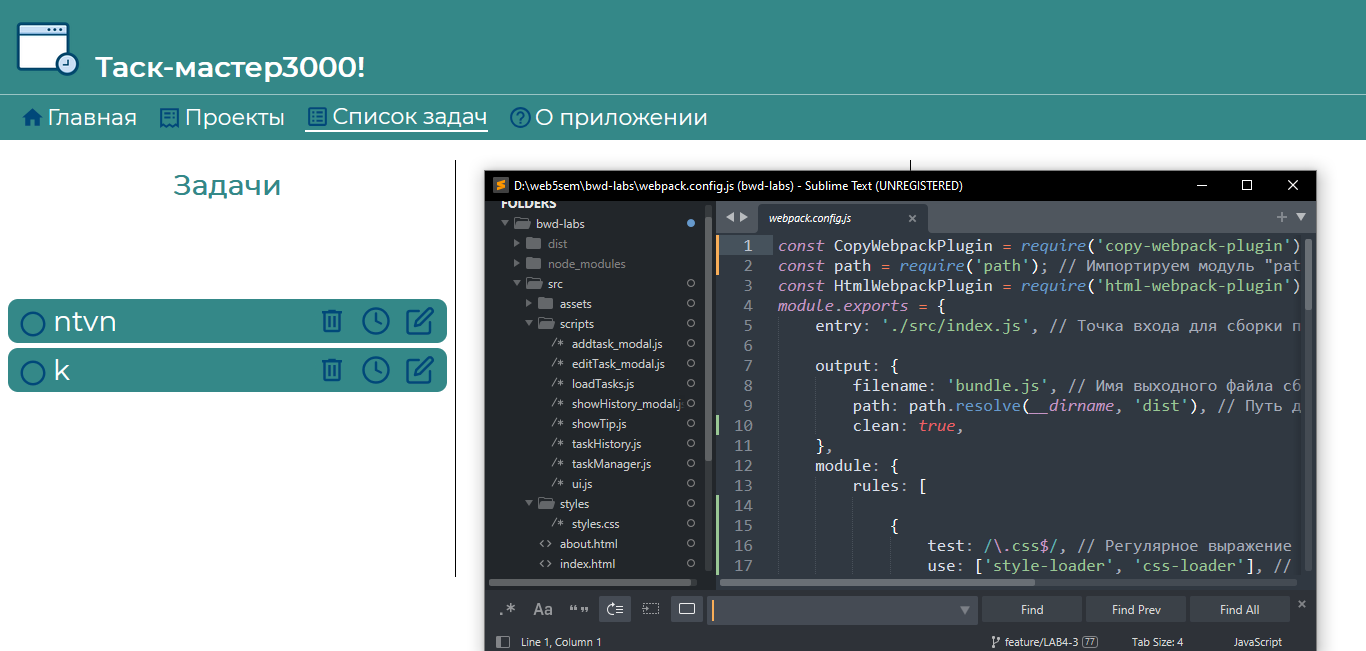 Таск-мастер3000!
Главная Проекты Список задач О приложении
Задачи
ntvn
k
D:\web5sem\bwd-labs\webpack.config.js (bwd-labs) - Sublime Text (UNREGISTERED)
FOLDERS
bwd-labs
dist
node_modules
src
assets
scripts
/* addtask_modal.js
/* editTask_modal.js
/* loadTasks.js
/* showHistory_modal.js
/* showTip.js
/* taskHistory.js
/* taskManager.js
/* ui.js
styles
/* styles.css
<> about.html
<> index.html
webpack.config.js
1 const CopyWebpackPlugin = require('copy-webpack-plugin')
2 const path = require('path'); // Импортируем модуль "pat
3 const HtmlWebpackPlugin = require('html-webpack-plugin')
4 module.exports = {
5 entry: './src/index.js', // Точка входа для сборки п
6
7 output: {
8 filename: 'bundle.js', // Имя выходного файла сб
9 path: path.resolve(__dirname, 'dist'), // Путь д
10 clean: true,
11 },
12 module: {
13 rules: [
14
15 {
16 test: /\.css$/, // Регулярное выражение
17 use: ['style-loader', 'css-loader'], //
.* Aa “” Find Find Prev Find All
Line 1, Column 1 feature/LAB4-3 77 Tab Size: 4 JavaScript